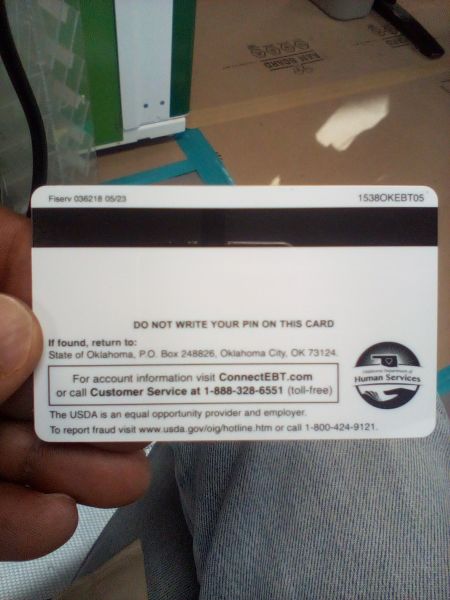 Fiserv 036218 05/23
1538OKEBT05
DO NOT WRITE YOUR PIN ON THIS CARD
If found, return to:
State of Oklahoma, P.O. Box 248826, Oklahoma City, OK 73124.
For account information visit ConnectEBT.com
or call Customer Service at 1-888-328-6551 (toll-free)
Oklahoma Department of
Human Services
The USDA is an equal opportunity provider and employer.
To report fraud visit www.usda.gov/oig/hotline.htm or call 1-800-424-9121.